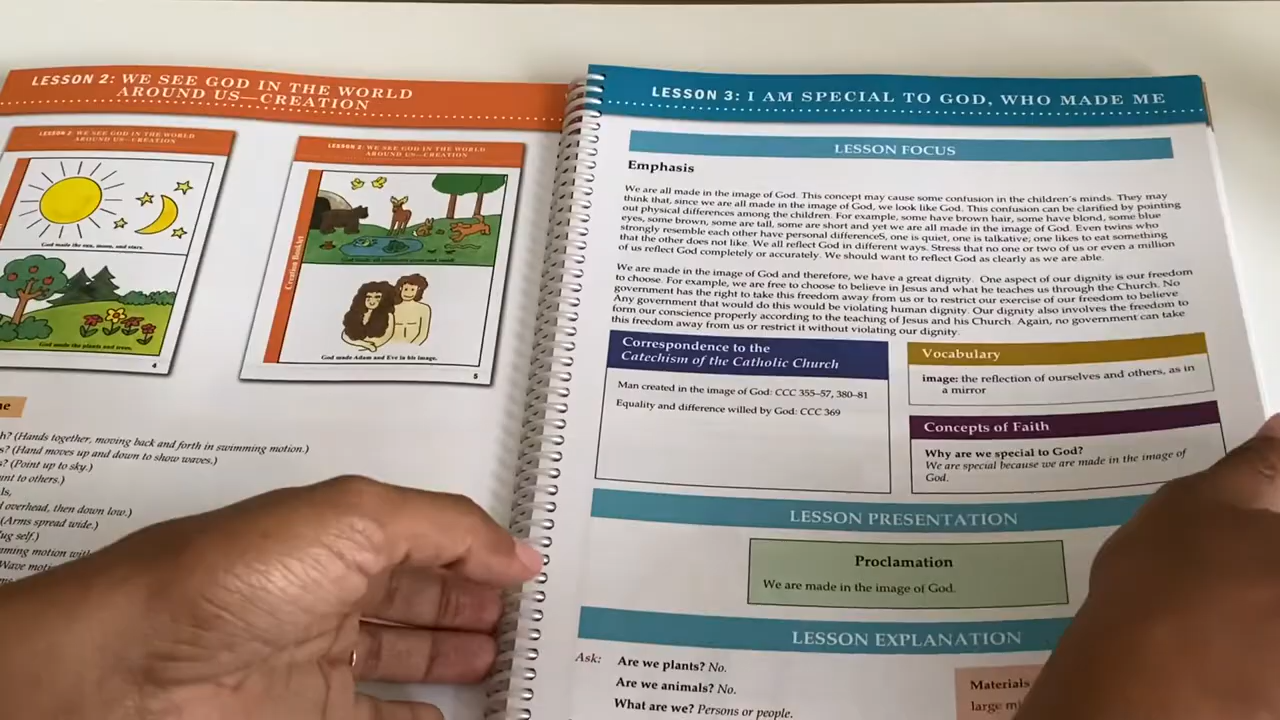 LESSON 2: WE SEE GOD IN THE WORLD
AROUND US—CREATION
LESSON 2: WE SEE GOD IN THE WORLD
AROUND US—CREATION
God made the sun, moon, and stars.
God made the plants and trees.
4
LESSON 2: WE SEE GOD IN THE WORLD
AROUND US—CREATION
Creation Booklet
God made Adam and Eve in his image.
5
(Hands together, moving back and forth in swimming motion.)
(Hand moves up and down to show waves.)
(Point up to sky.)
to others.)
overhead, then down low.)
(Arms spread wide.)
self.)
motion
LESSON 3: I AM SPECIAL TO GOD, WHO MADE ME
LESSON FOCUS
Emphasis
We are all made in the image of God. This concept may cause some confusion in the children's minds. They may
think that, since we are all made in the image of God, we look like God. This confusion can be clarified by pointing
out physical differences among the children. For example, some have brown hair, some have blond, some blue
eyes, some brown, some are tall, some are short and yet we are all made in the image of God. Even twins who
strongly resemble each other have personal differences, one is quiet, one is talkative; one likes to eat something
that the other does not like. We all reflect God in different ways. Stress that no one or two of us or even a million
of us reflect God completely or accurately. We should want to reflect God as clearly as we are able.
We are made in the image of God and therefore, we have a great dignity. One aspect of our dignity is our freedom
to choose. For example, we are free to choose to believe in Jesus and what he teaches us through the Church. No
government has the right to take this freedom away from us or to restrict our exercise of our freedom to believe
Any government that would do this would be violating human dignity. Our dignity also involves the freedom to
form our conscience properly according to the teaching of Jesus and his Church. Again, no government can take
this freedom away from us or restrict it without violating our dignity.
Correspondence to the
Catechism of the Catholic Church
Man created in the image of God: CCC 355–57, 380–81
Equality and difference willed by God: CCC 369
Vocabulary
image: the reflection of ourselves and others, as in
a mirror
Concepts of Faith
Why are we special to God?
We are special because we are made in the image of
God.
LESSON PRESENTATION
Proclamation
We are made in the image of God.
LESSON EXPLANATION
Ask: Are we plants? No.
Are we animals? No.
What are we? Persons or people.
Materials
large